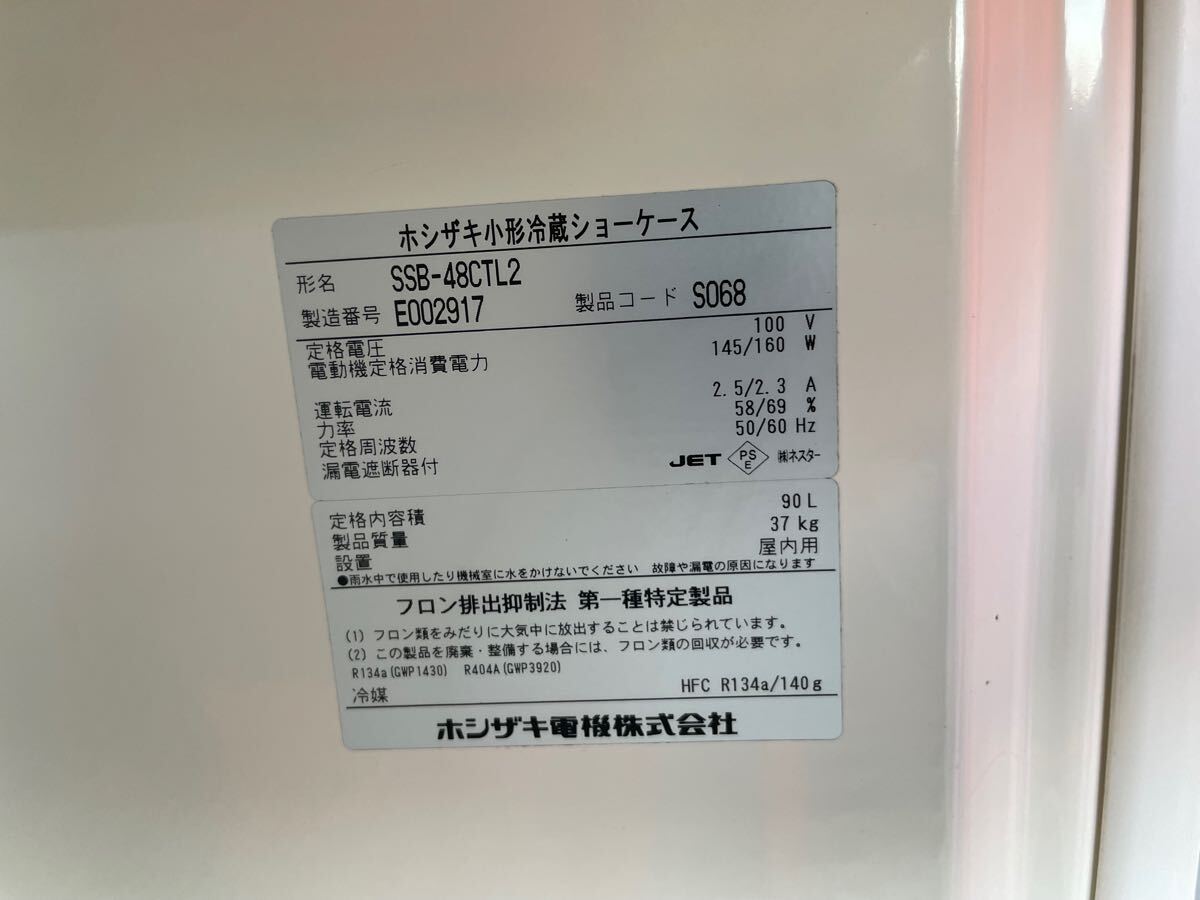 ホシザキ小形冷蔵ショーケース
形名 SSB-48CTL2
製造番号 E002917 製品コード S068
定格電圧 100 V
電動機定格消費電力 145/160 W
運転電流 2.5/2.3 A
力率 58/69 %
定格周波数 50/60 Hz
漏電遮断器付 JET PSE ㈱ネスター
定格内容積 90 L
製品質量 37 kg
設置 屋内用
●雨水中で使用したり機械室に水をかけないでください 故障や漏電の原因になります
フロン排出抑制法 第一種特定製品
(1) フロン類をみだりに大気中に放出することは禁じられています。
(2) この製品を廃棄・整備する場合には、フロン類の回収が必要です。
R134a(GWP1430) R404A(GWP3920)
冷媒 HFC R134a/140g
ホシザキ電機株式会社